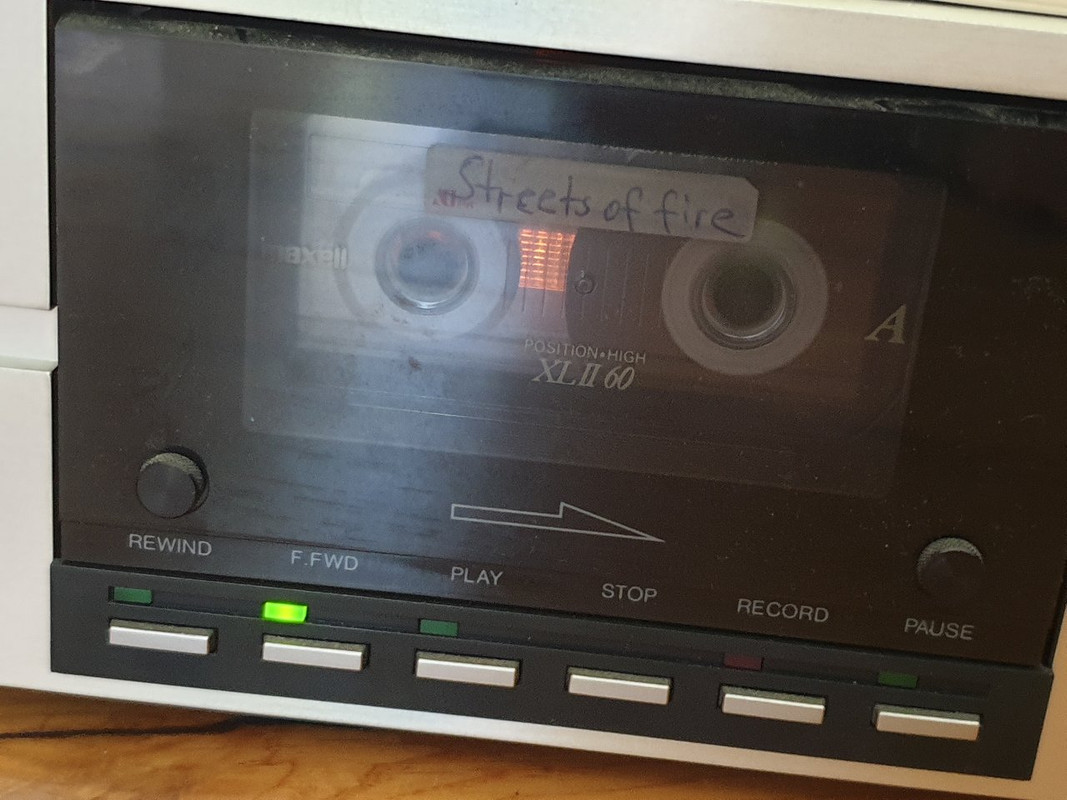 Streets of fire
maxell
A
POSITION•HIGH
XLII 60
REWIND
F.FWD
PLAY
STOP
RECORD
PAUSE